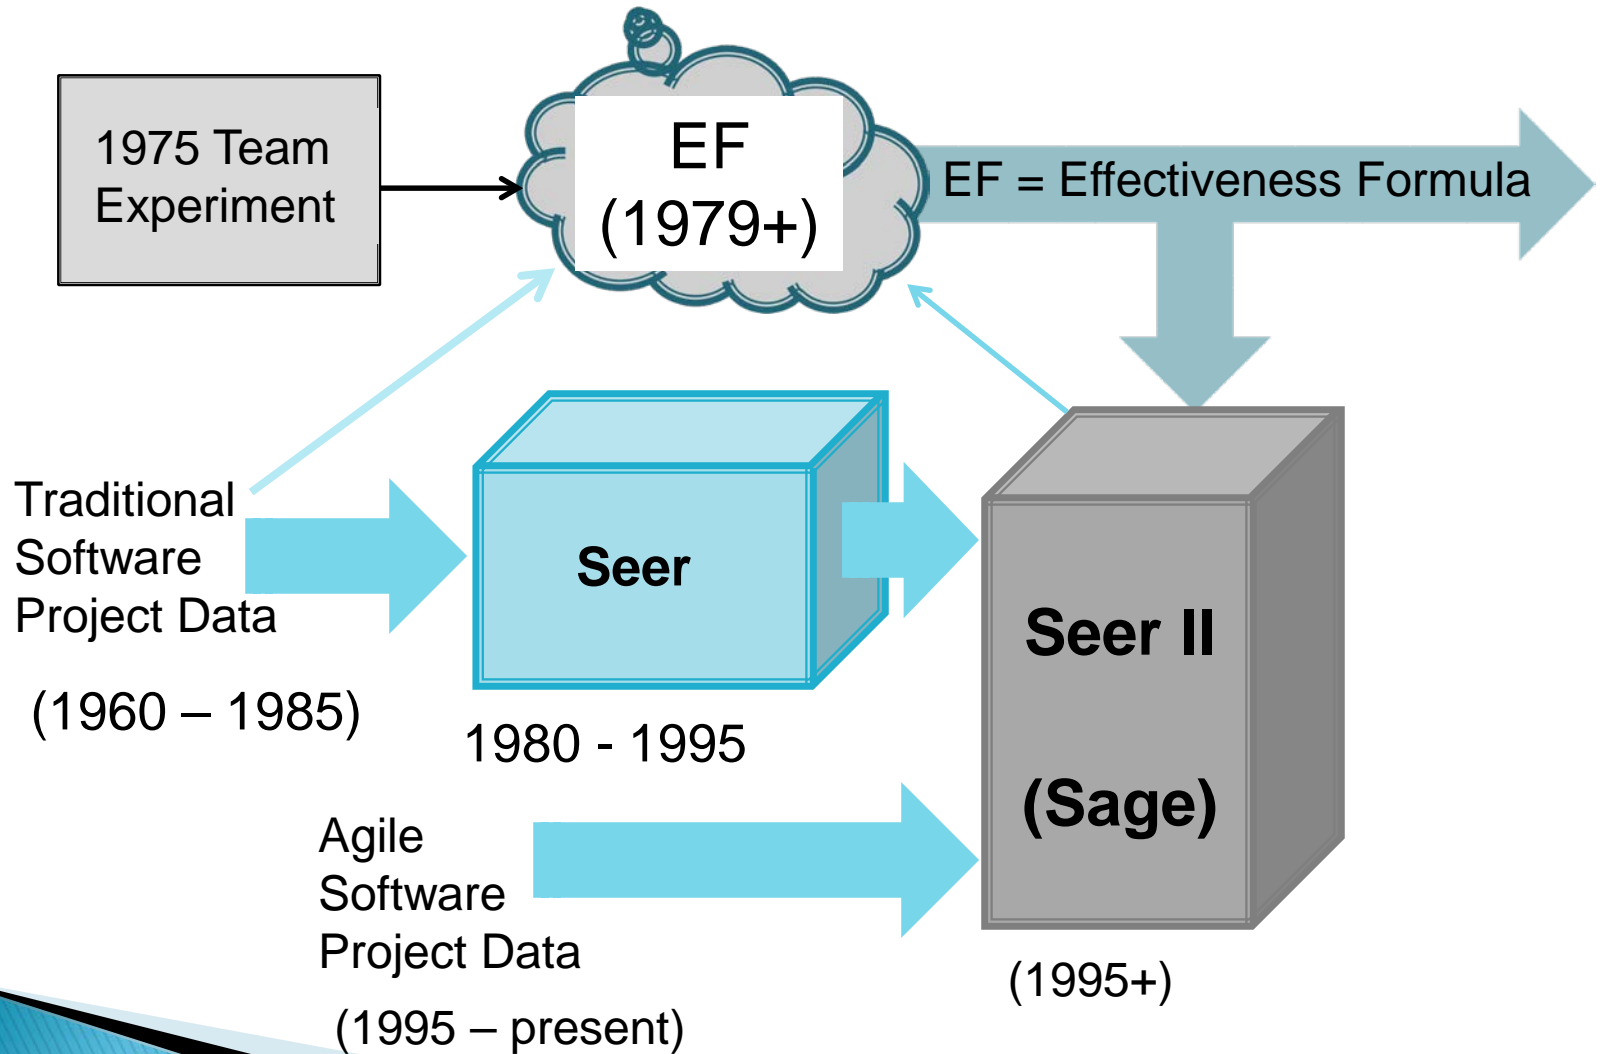 1975 Team
Experiment
EF
(1979+)
EF = Effectiveness Formula
Traditional
Software
Project Data
(1960 – 1985)
Seer
1980 - 1995
Seer II
(Sage)
(1995+)
Agile
Software
Project Data
(1995 – present)